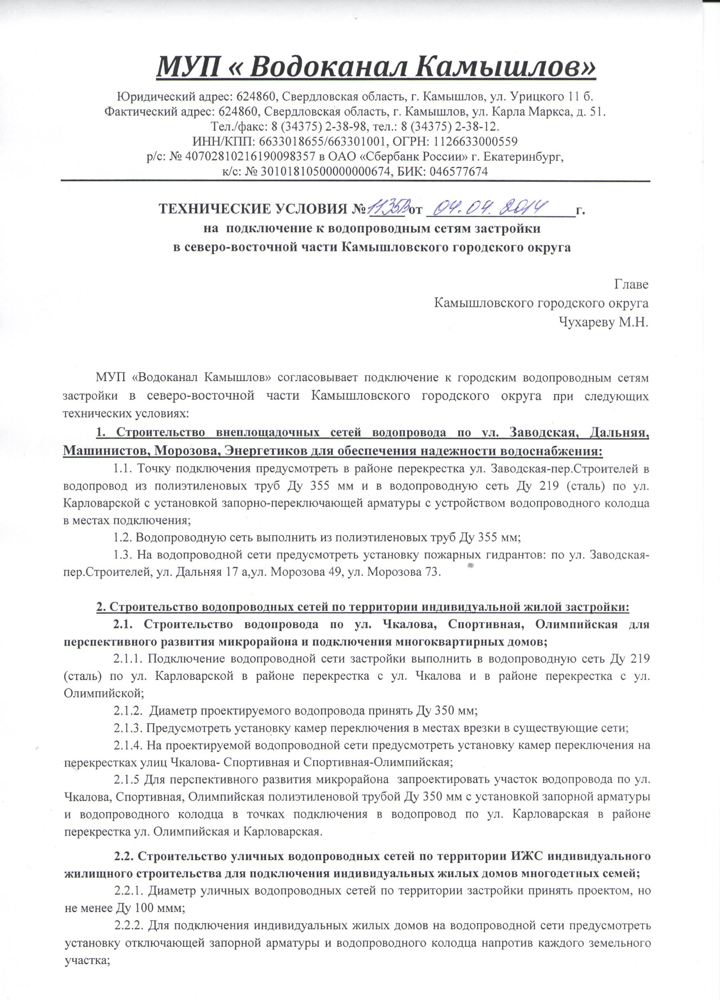 МУП « Водоканал Камышлов»
Юридический адрес: 624860, Свердловская область, г. Камышлов, ул. Урицкого 11 б.
Фактический адрес: 624860, Свердловская область, г. Камышлов, ул. Карла Маркса, д. 51.
Тел./факс: 8 (34375) 2-38-98, тел.: 8 (34375) 2-38-12.
ИНН/КПП: 6633018655/663301001, ОГРН: 1126633000559
р/с: № 40702810216190098357 в ОАО «Сбербанк России» г. Екатеринбург,
к/с: № 30101810500000000674, БИК: 046577674
ТЕХНИЧЕСКИЕ УСЛОВИЯ № 1135В от 04.04.2014 г.
на подключение к водопроводным сетям застройки
в северо-восточной части Камышловского городского округа
Главе
Камышловского городского округа
Чухареву М.Н.
МУП «Водоканал Камышлов» согласовывает подключение к городским водопроводным сетям
застройки в северо-восточной части Камышловского городского округа при следующих
технических условиях:
1. Строительство внеплощадочных сетей водопровода по ул. Заводская, Дальняя,
Машинистов, Морозова, Энергетиков для обеспечения надежности водоснабжения:
1.1. Точку подключения предусмотреть в районе перекрестка ул. Заводская-пер.Строителей в
водопровод из полиэтиленовых труб Ду 355 мм и в водопроводную сеть Ду 219 (сталь) по ул.
Карловарской с установкой запорно-переключающей арматуры с устройством водопроводного колодца
в местах подключения;
1.2. Водопроводную сеть выполнить из полиэтиленовых труб Ду 355 мм;
1.3. На водопроводной сети предусмотреть установку пожарных гидрантов: по ул. Заводская-
пер.Строителей, ул. Дальняя 17 а,ул. Морозова 49, ул. Морозова 73.
2. Строительство водопроводных сетей по территории индивидуальной жилой застройки:
2.1. Строительство водопровода по ул. Чкалова, Спортивная, Олимпийская для
перспективного развития микрорайона и подключения многоквартирных домов;
2.1.1. Подключение водопроводной сети застройки выполнить в водопроводную сеть Ду 219
(сталь) по ул. Карловарской в районе перекрестка с ул. Чкалова и в районе перекрестка с ул.
Олимпийской;
2.1.2. Диаметр проектируемого водопровода принять Ду 350 мм;
2.1.3. Предусмотреть установку камер переключения в местах врезки в существующие сети;
2.1.4. На проектируемой водопроводной сети предусмотреть установку камер переключения на
перекрестках улиц Чкалова- Спортивная и Спортивная-Олимпийская;
2.1.5 Для перспективного развития микрорайона запроектировать участок водопровода по ул.
Чкалова, Спортивная, Олимпийская полиэтиленовой трубой Ду 350 мм с установкой запорной арматуры
и водопроводного колодца в точках подключения в водопровод по ул. Карловарская в районе
перекрестка ул. Олимпийская и Карловарская.
2.2. Строительство уличных водопроводных сетей по территории ИЖС индивидуального
жилищного строительства для подключения индивидуальных жилых домов многодетных семей;
2.2.1. Диаметр уличных водопроводных сетей по территории застройки принять проектом, но
не менее Ду 100 ммм;
2.2.2. Для подключения индивидуальных жилых домов на водопроводной сети предусмотреть
установку отключающей запорной арматуры и водопроводного колодца напротив каждого земельного
участка;